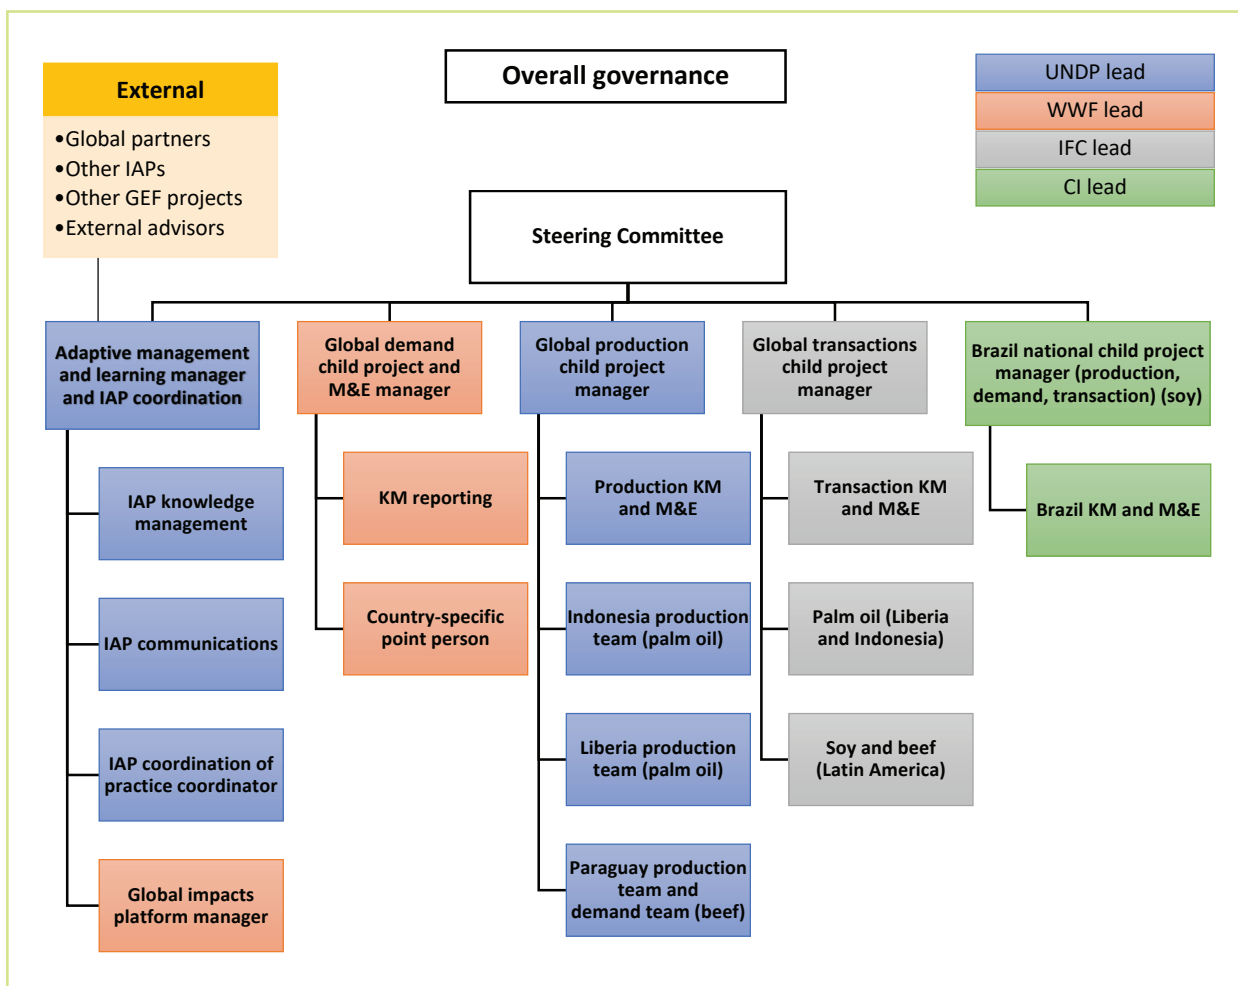 Overall governance
External
•Global partners
•Other IAPs
•Other GEF projects
•External advisors
UNDP lead
WWF lead
IFC lead
CI lead
Steering Committee
Adaptive management
and learning manager
and IAP coordination
IAP knowledge
management
IAP communications
IAP coordination of
practice coordinator
Global impacts
platform manager
Global demand
child project and
M&E manager
KM reporting
Country-specific
point person
Global production
child project
manager
Production KM
and M&E
Indonesia production
team (palm oil)
Liberia production
team (palm oil)
Paraguay production
team and
demand team (beef)
Global transactions
child project
manager
Transaction KM
and M&E
Palm oil (Liberia
and Indonesia)
Soy and beef
(Latin America)
Brazil national child project
manager (production,
demand, transaction) (soy)
Brazil KM and M&E